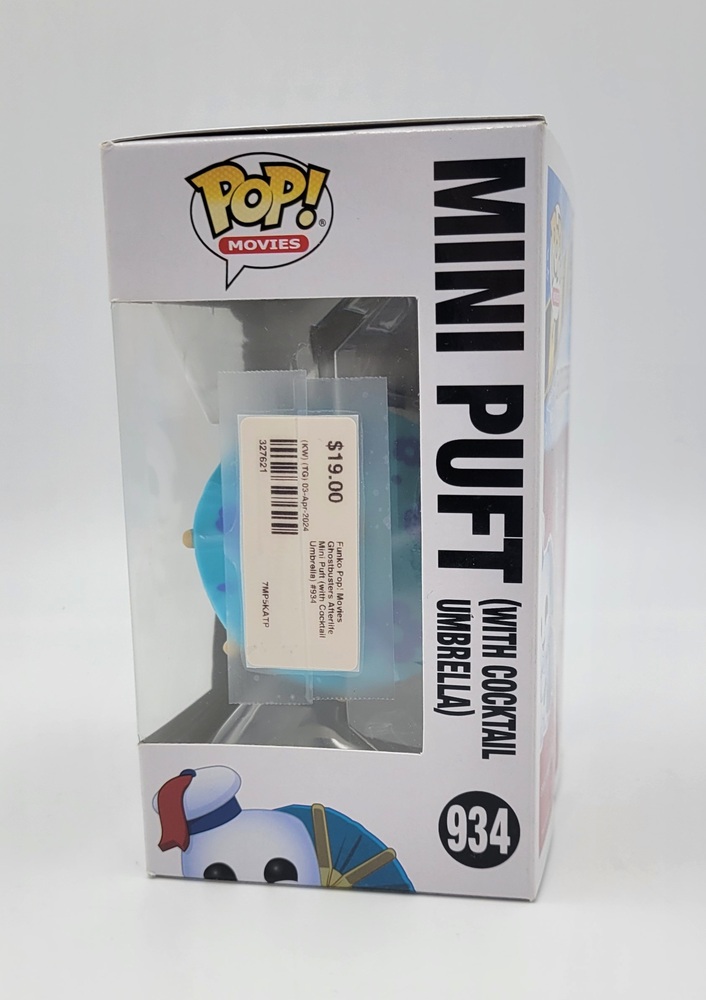 POP!
®
MOVIES
MINI PUFT
(WITH COCKTAIL
UMBRELLA)
934
$19.00
Funko Pop! Movies
Ghostbusters Afterlife
Mini Puft (with Cocktail
Umbrella) #934
(KW) (TG) 05-Apr-2024
327621
7MP5KATP